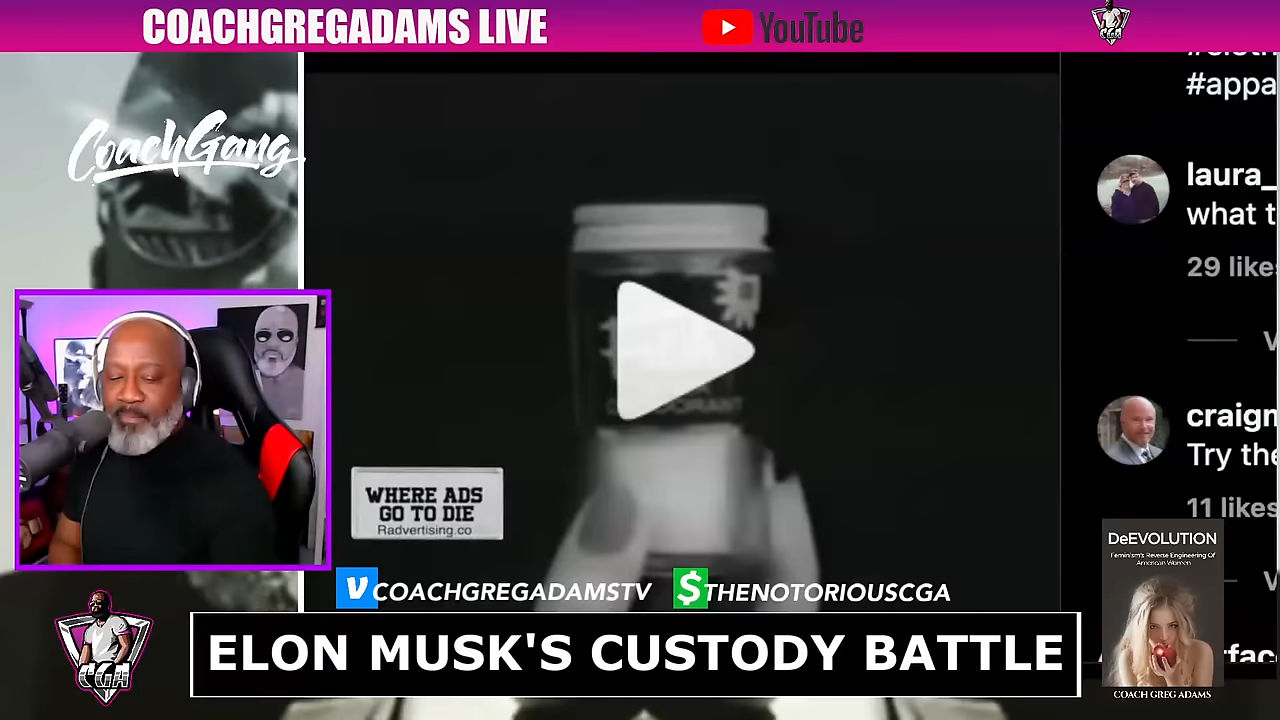 COACHGREGADAMS LIVE
YouTube
#appa
CoachGang
laura_
what t
29 like
craign
Try the
11 likes
WHERE ADS
GO TO DIE
Radvertising.co
DeEVOLUTION
Feminism's Reverse Engineering Of
American Women
COACHGREGADAMSTV
$THENOTORIOUSCGA
CGA
ELON MUSK'S CUSTODY BATTLE
rface
COACH GREG ADAMS